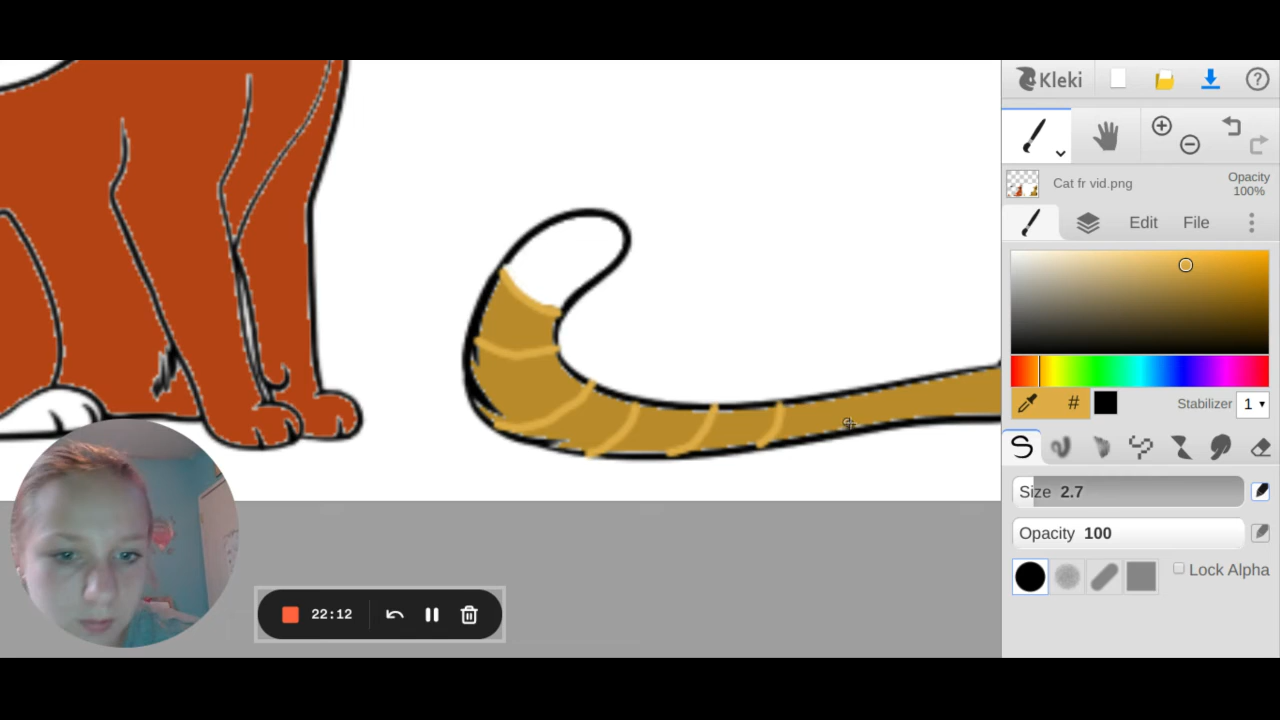 Kleki
?
Cat fr vid.png
Opacity
100%
Edit File
#
Stabilizer 1
Size 2.7
Opacity 100
Lock Alpha
22:12